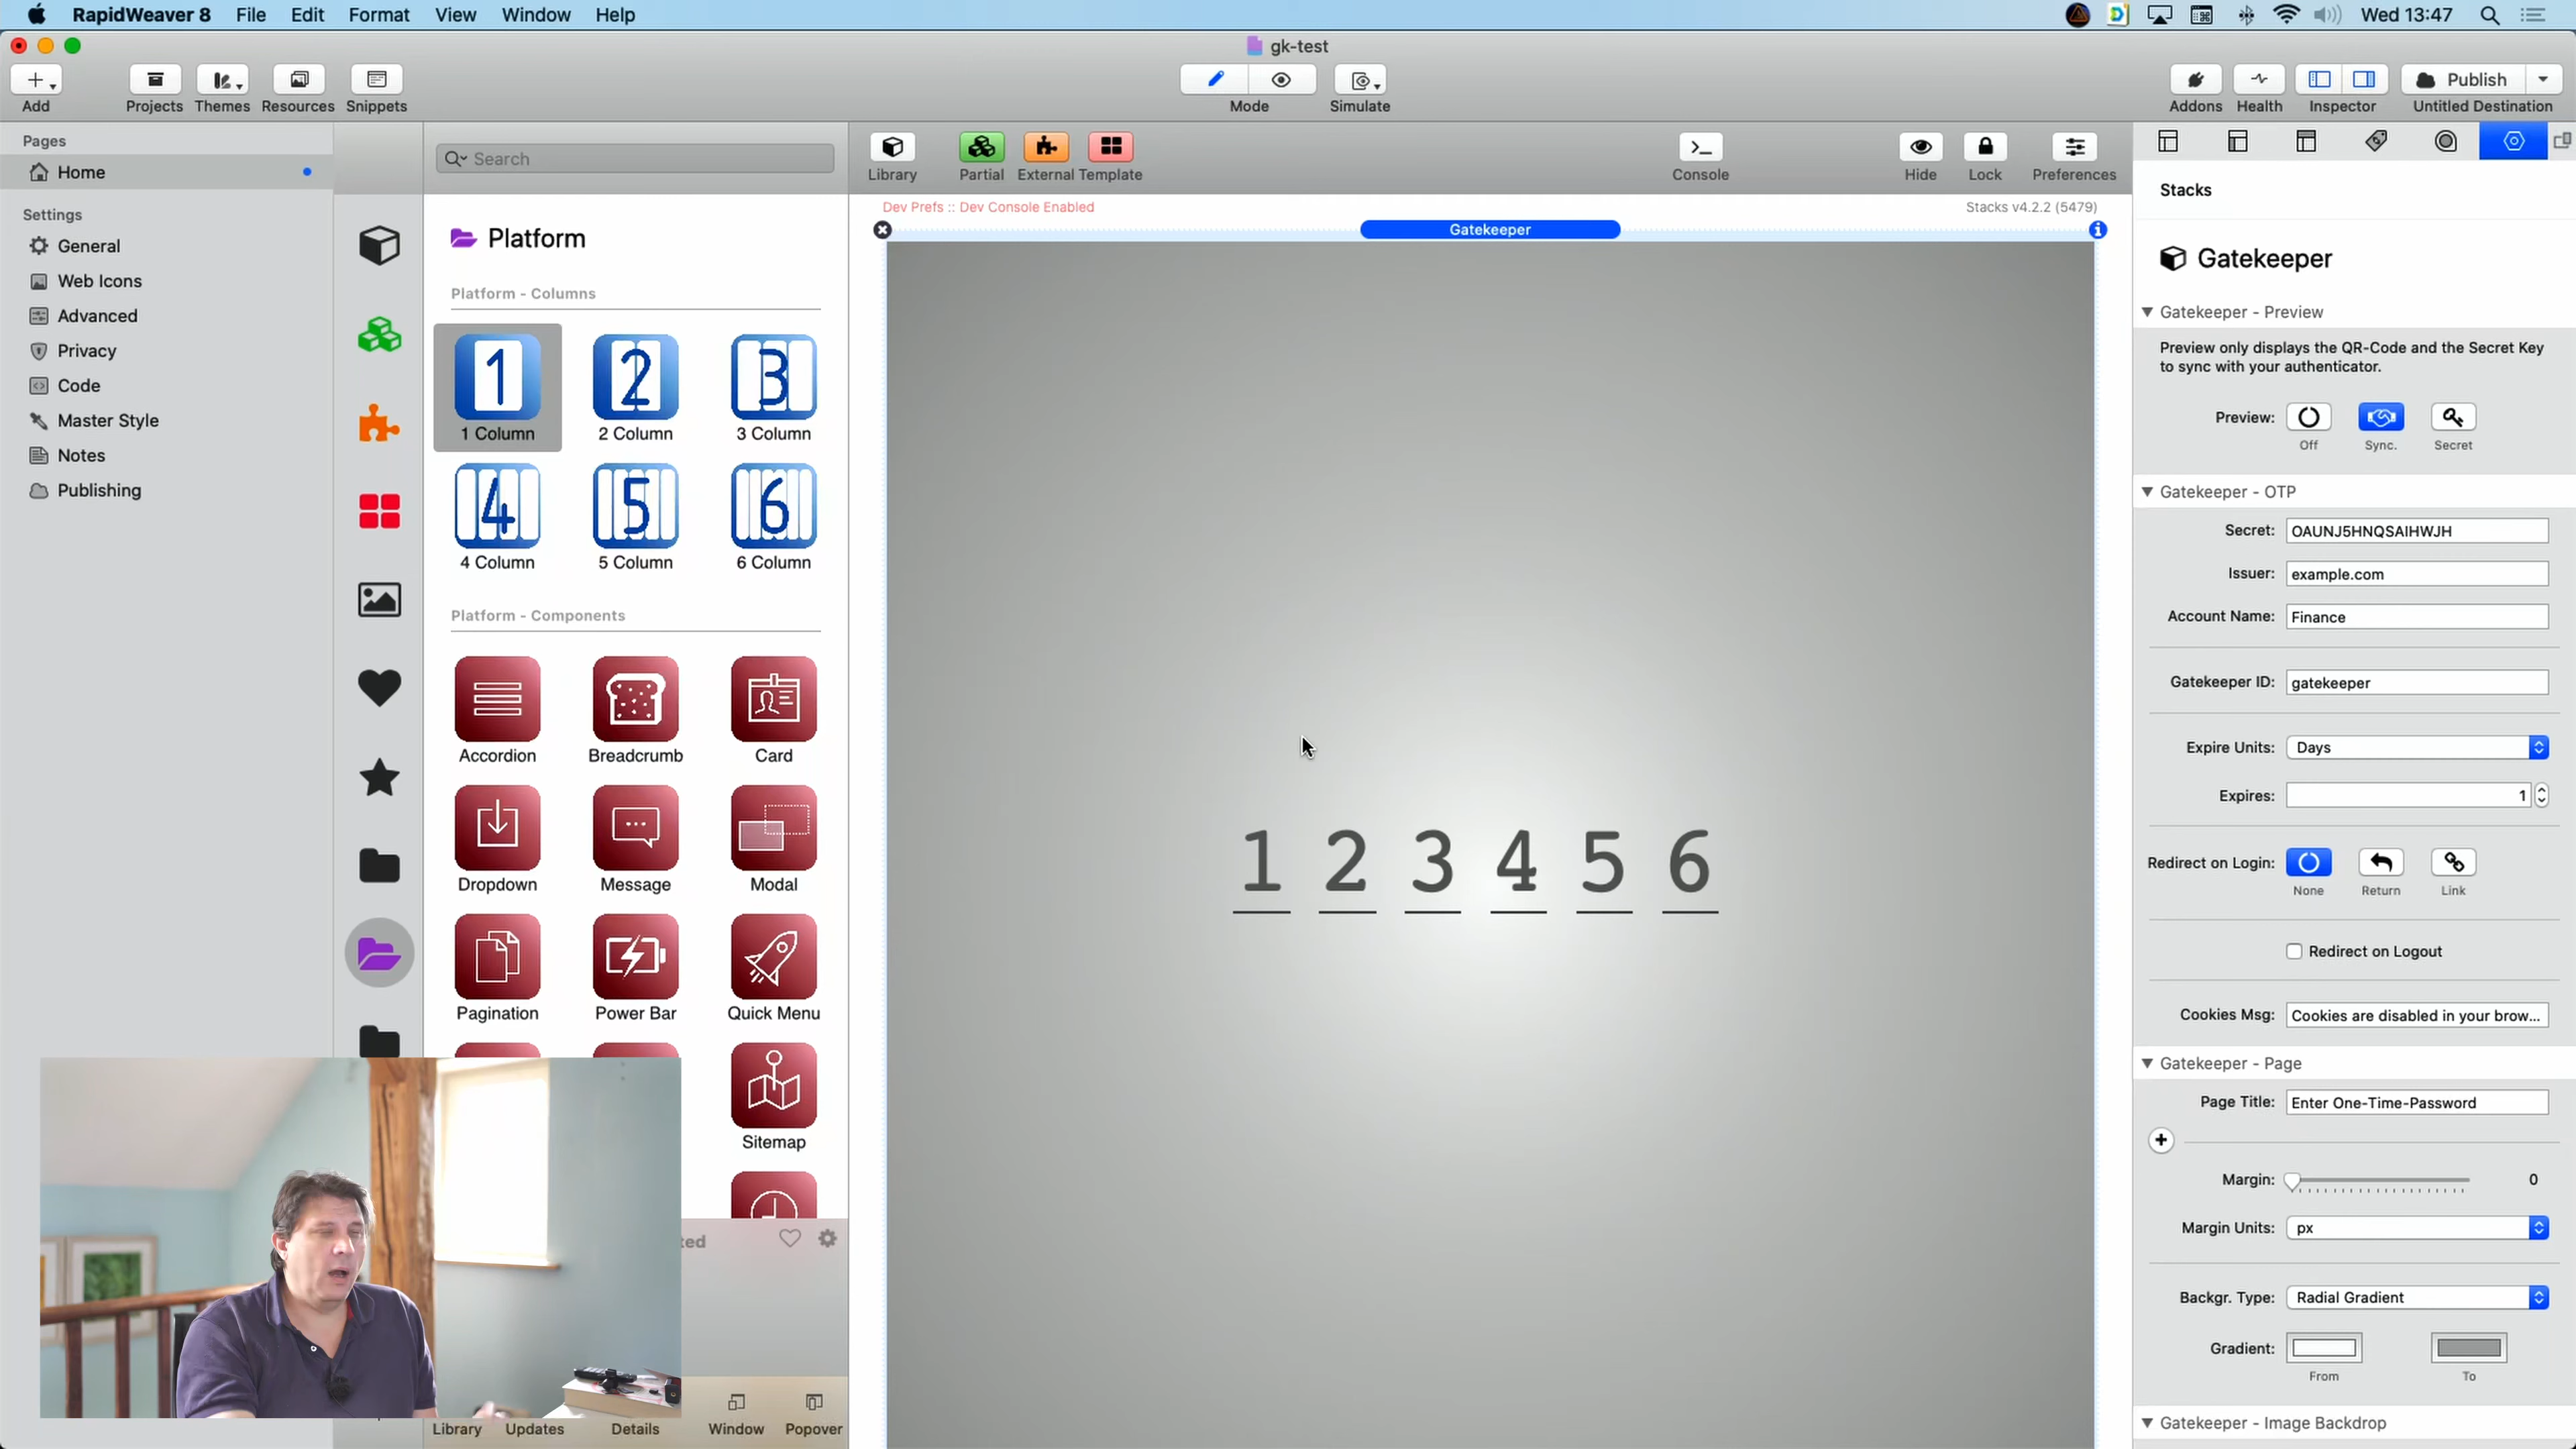 RapidWeaver 8 File Edit Format View Window Help
Wed 13:47
gk-test
Add Projects Themes Resources Snippets
Mode Simulate
Addons Health Inspector
Publish
Untitled Destination
Pages
Home
Settings
General
Web Icons
Advanced
Privacy
Code
Master Style
Notes
Publishing
Search
Platform
Platform - Columns
1 Column 2 Column 3 Column
4 Column 5 Column 6 Column
Platform - Components
Accordion Breadcrumb Card
Dropdown Message Modal
Pagination Power Bar Quick Menu
Sitemap
Library Updates Details Window Popover
Library Partial External Template
Console
Hide Lock Preferences
Dev Prefs :: Dev Console Enabled
Stacks v4.2.2 (5479)
Gatekeeper
1 2 3 4 5 6
Stacks
Gatekeeper
Gatekeeper - Preview
Preview only displays the QR-Code and the Secret Key
to sync with your authenticator.
Preview:
Off Sync. Secret
Gatekeeper - OTP
Secret: OAUNJ5HNQSAIHWJH
Issuer: example.com
Account Name: Finance
Gatekeeper ID: gatekeeper
Expire Units: Days
Expires: 1
Redirect on Login:
None Return Link
Redirect on Logout
Cookies Msg: Cookies are disabled in your brow...
Gatekeeper - Page
Page Title: Enter One-Time-Password
Margin: 0
Margin Units: px
Backgr. Type: Radial Gradient
Gradient:
From To
Gatekeeper - Image Backdrop